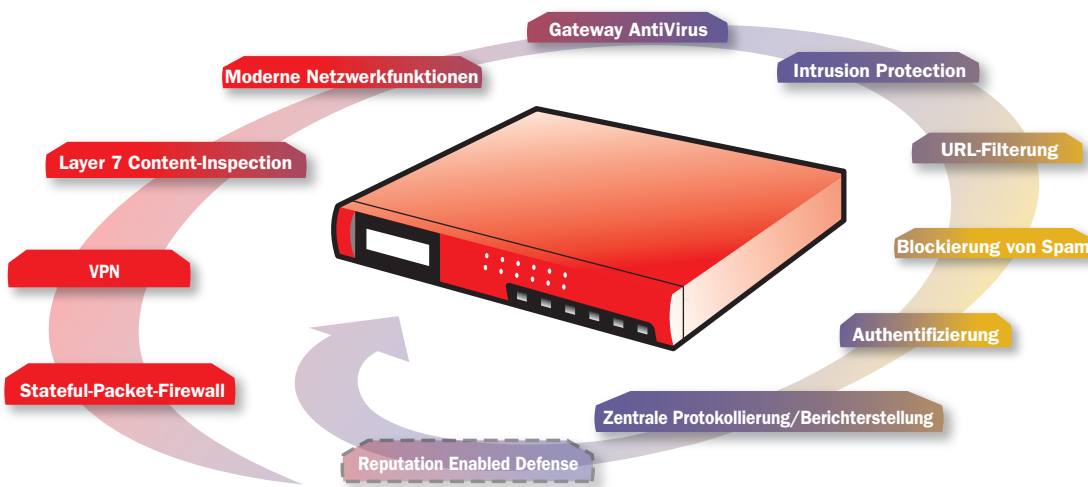 Gateway AntiVirus
Moderne Netzwerkfunktionen
Intrusion Protection
Layer 7 Content-Inspection
URL-Filterung
VPN
Blockierung von Spam
Authentifizierung
Stateful-Packet-Firewall
Zentrale Protokollierung/Berichterstellung
Reputation Enabled Defense